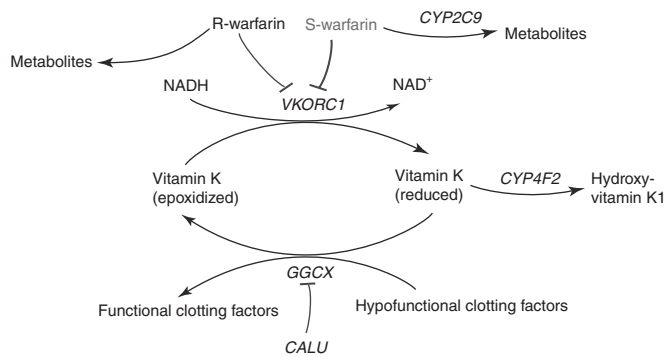 R-warfarin
S-warfarin
CYP2C9
Metabolites
Metabolites
NADH
VKORC1
NAD⁺
Vitamin K
(epoxidized)
Vitamin K
(reduced)
CYP4F2
Hydroxy-
vitamin K1
GGCX
Functional clotting factors
Hypofunctional clotting factors
CALU